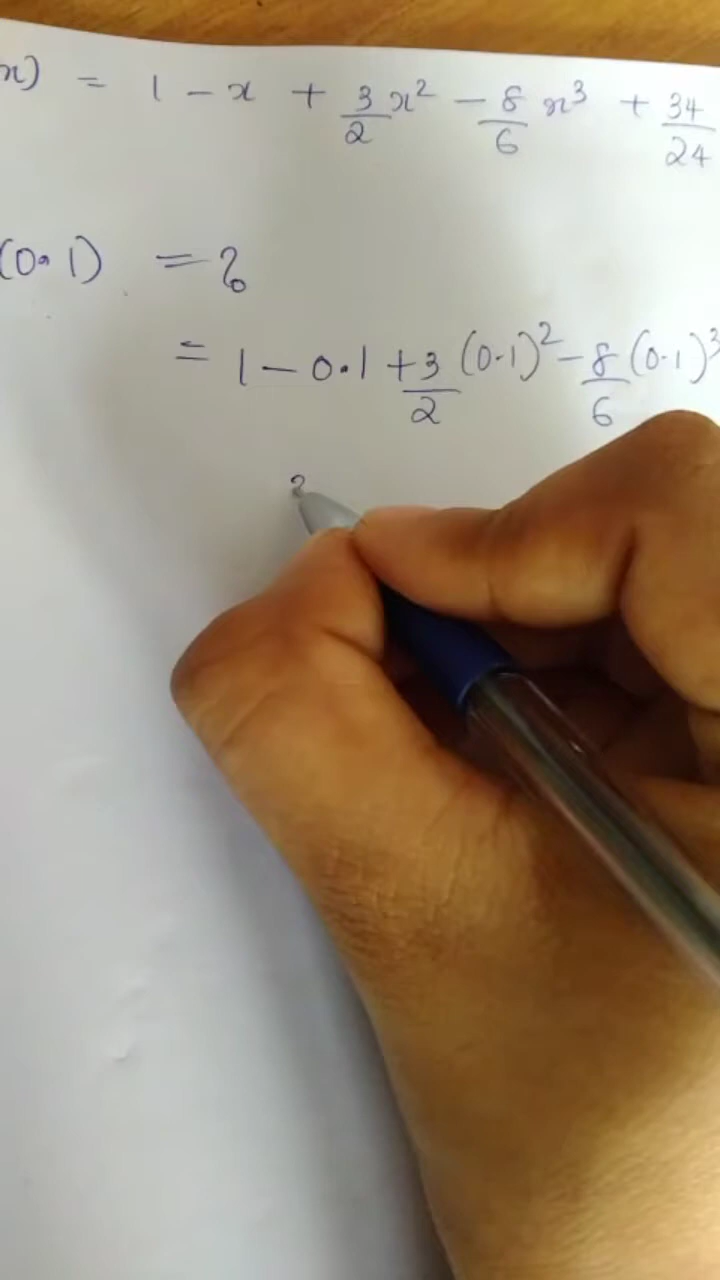 x) = 1 - x + 3/2 x² - 8/6 x³ + 34/24
(0.1) = ?
= 1 - 0.1 + 3/2 (0.1)² - 8/6 (0.1)³